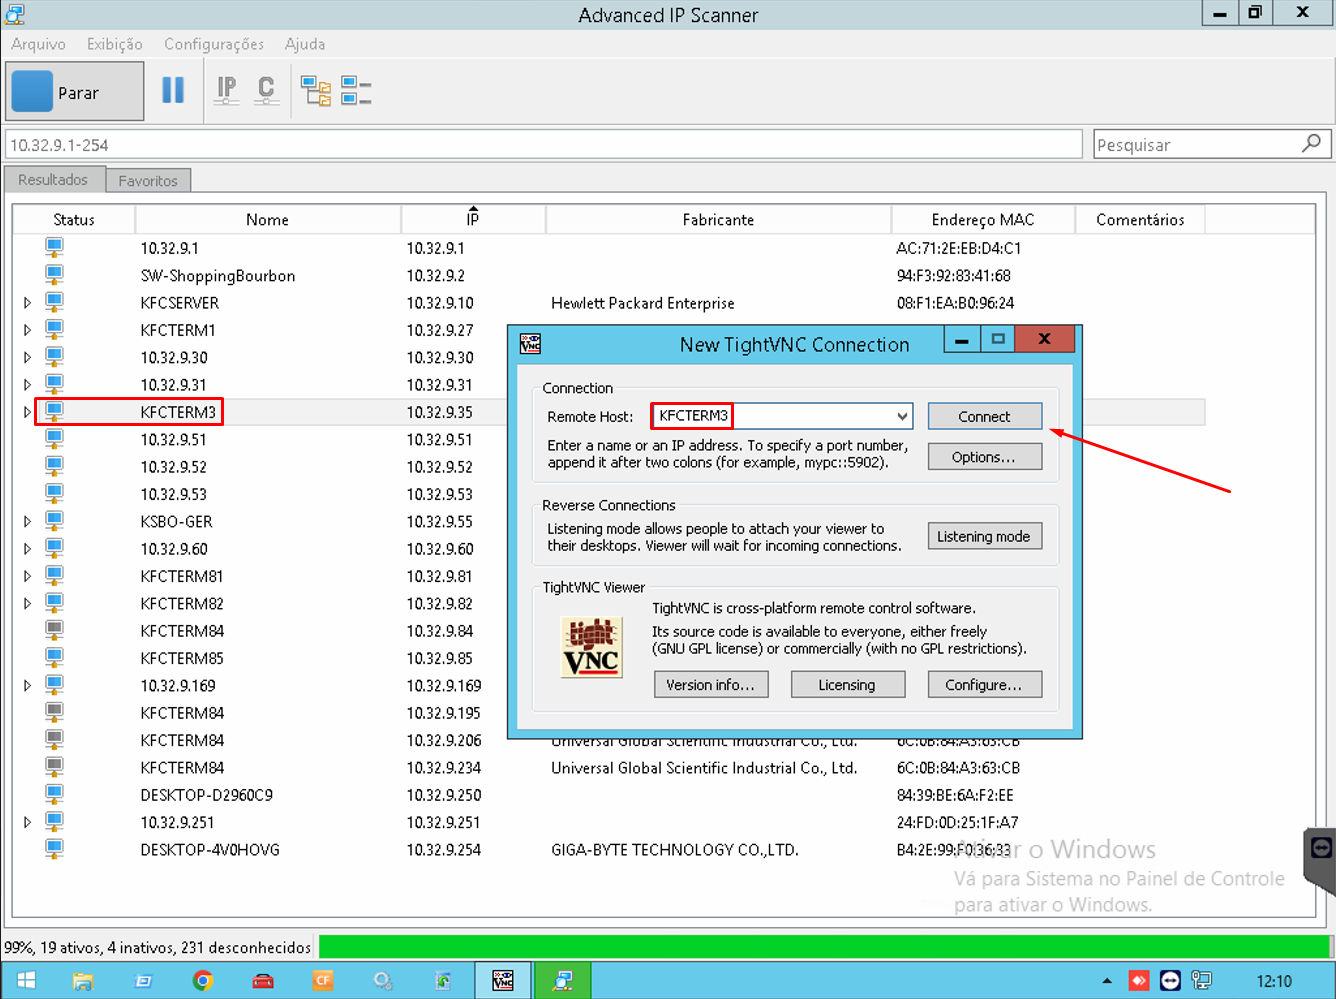 Advanced IP Scanner
Arquivo Exibição Configurações Ajuda
Parar IP C
10.32.9.1-254 Pesquisar
Resultados Favoritos
Status Nome IP Fabricante Endereço MAC Comentários
10.32.9.1 10.32.9.1 AC:71:2E:EB:D4:C1
SW-ShoppingBourbon 10.32.9.2 94:F3:92:83:41:68
KFCSERVER 10.32.9.10 Hewlett Packard Enterprise 08:F1:EA:B0:96:24
KFCTERM1 10.32.9.27
10.32.9.30 10.32.9.30
10.32.9.31 10.32.9.31
KFCTERM3 10.32.9.35
10.32.9.51 10.32.9.51
10.32.9.52 10.32.9.52
10.32.9.53 10.32.9.53
KSBO-GER 10.32.9.55
10.32.9.60 10.32.9.60
KFCTERM81 10.32.9.81
KFCTERM82 10.32.9.82
KFCTERM84 10.32.9.84
KFCTERM85 10.32.9.85
10.32.9.169 10.32.9.169
KFCTERM84 10.32.9.195
KFCTERM84 10.32.9.206 Universal Global Scientific Industrial Co., Ltd. 6C:0B:84:A3:63:CB
KFCTERM84 10.32.9.234 Universal Global Scientific Industrial Co., Ltd. 6C:0B:84:A3:63:CB
DESKTOP-D2960C9 10.32.9.250 84:39:BE:6A:F2:EE
10.32.9.251 10.32.9.251 24:FD:0D:25:1F:A7
DESKTOP-4V0HOVG 10.32.9.254 GIGA-BYTE TECHNOLOGY CO.,LTD. B4:2E:99:F0:36:33
New TightVNC Connection
Connection
Remote Host: KFCTERM3 Connect
Enter a name or an IP address. To specify a port number,
append it after two colons (for example, mypc::5902).
Options...
Reverse Connections
Listening mode allows people to attach your viewer to
their desktops. Viewer will wait for incoming connections.
Listening mode
TightVNC Viewer
tight
VNC
TightVNC is cross-platform remote control software.
Its source code is available to everyone, either freely
(GNU GPL license) or commercially (with no GPL restrictions).
Version info... Licensing Configure...
Ativar o Windows
Vá para Sistema no Painel de Controle
para ativar o Windows.
99%, 19 ativos, 4 inativos, 231 desconhecidos
CF VNC 12:10